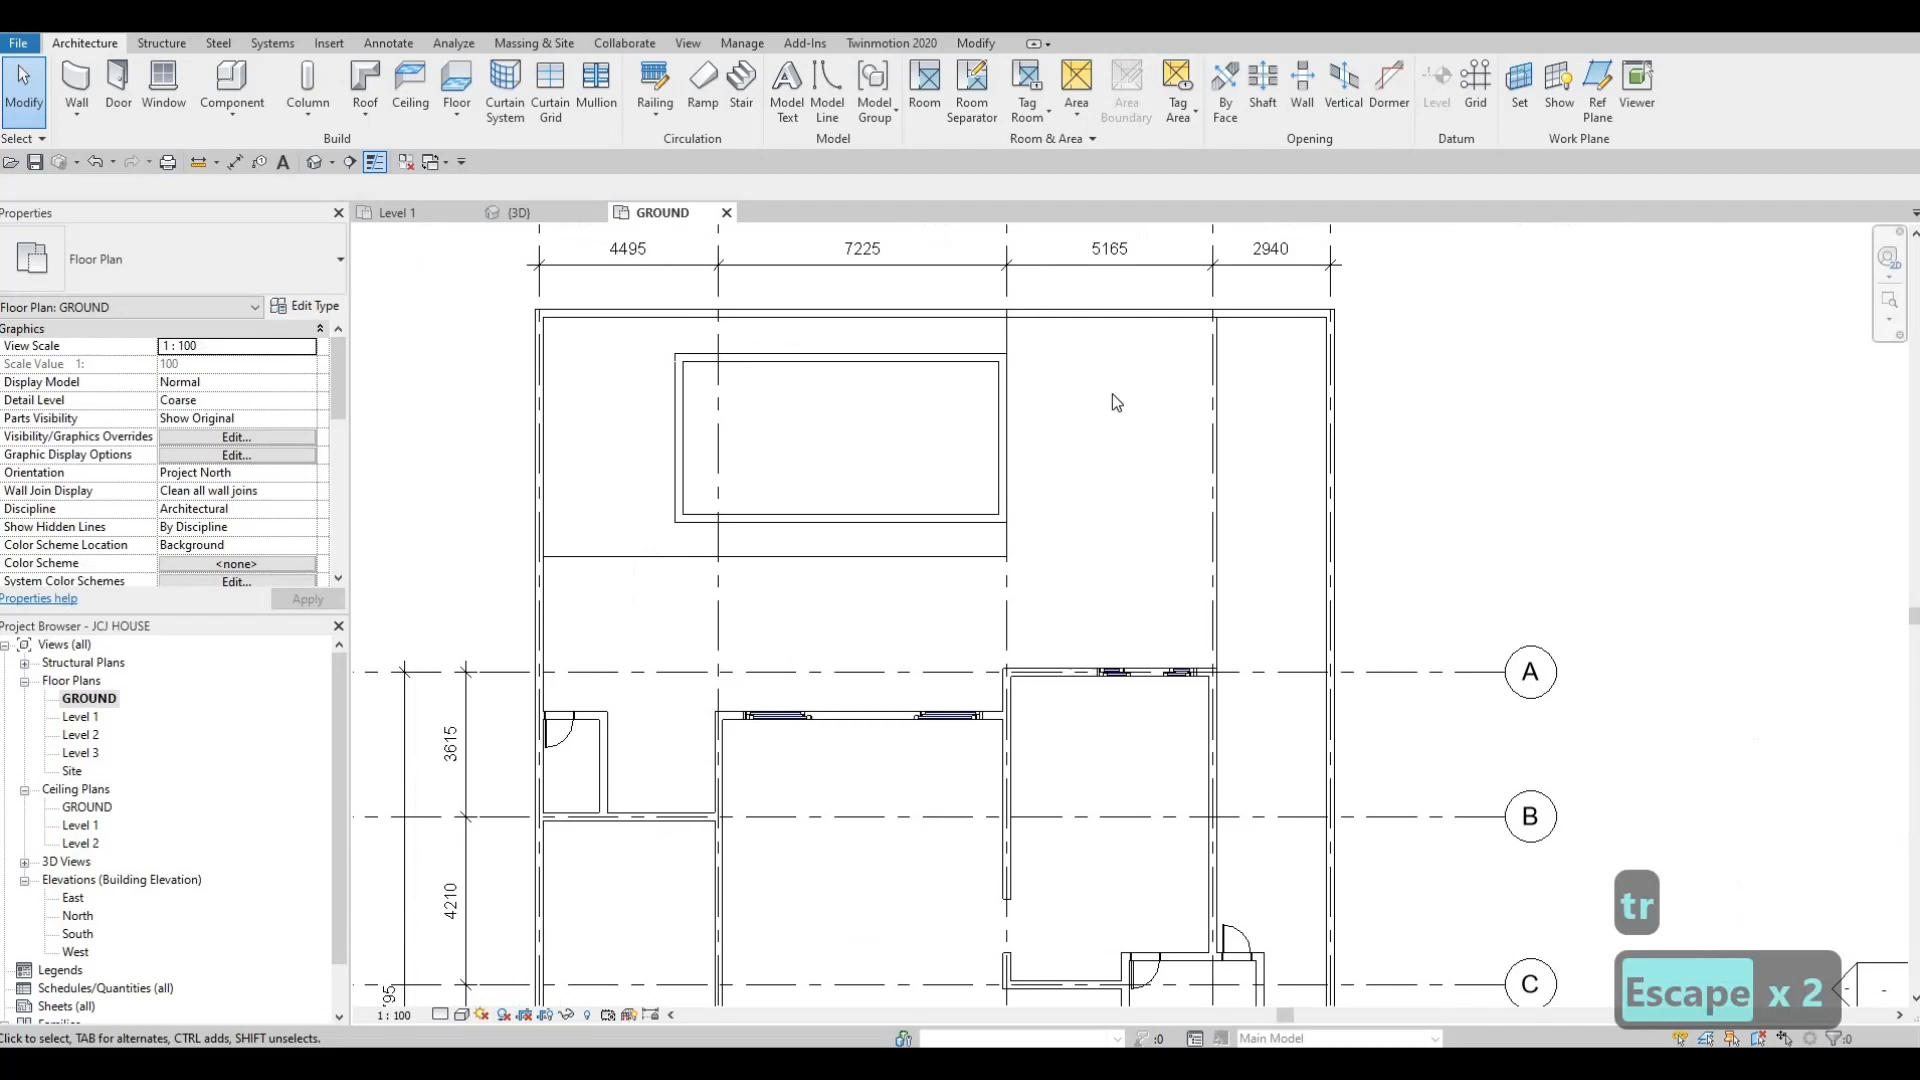 File Architecture Structure Steel Systems Insert Annotate Analyze Massing & Site Collaborate View Manage Add-Ins Twinmotion 2020 Modify
Modify Wall Door Window Component Column Roof Ceiling Floor Curtain System Curtain Grid Mullion Railing Ramp Stair Model Text Model Line Model Group Room Room Separator Tag Room Area Area Boundary Tag Area By Face Shaft Wall Vertical Dormer Level Grid Set Show Ref Plane Viewer
Select Build Circulation Model Room & Area Opening Datum Work Plane
Properties
Level 1 {3D} GROUND
Floor Plan
4495 7225 5165 2940
Floor Plan: GROUND Edit Type
Graphics
View Scale 1 : 100
Scale Value 1: 100
Display Model Normal
Detail Level Coarse
Parts Visibility Show Original
Visibility/Graphics Overrides Edit...
Graphic Display Options Edit...
Orientation Project North
Wall Join Display Clean all wall joins
Discipline Architectural
Show Hidden Lines By Discipline
Color Scheme Location Background
Color Scheme <none>
System Color Schemes Edit...
Properties help Apply
Project Browser - JCJ HOUSE
Views (all)
Structural Plans
Floor Plans
GROUND
Level 1
Level 2
Level 3
Site
Ceiling Plans
GROUND
Level 1
Level 2
3D Views
Elevations (Building Elevation)
East
North
South
West
Legends
Schedules/Quantities (all)
Sheets (all)
A
3615
B
4210
C
95
tr
Escape x 2
1 : 100
Click to select, TAB for alternates, CTRL adds, SHIFT unselects. :0 Main Model :0